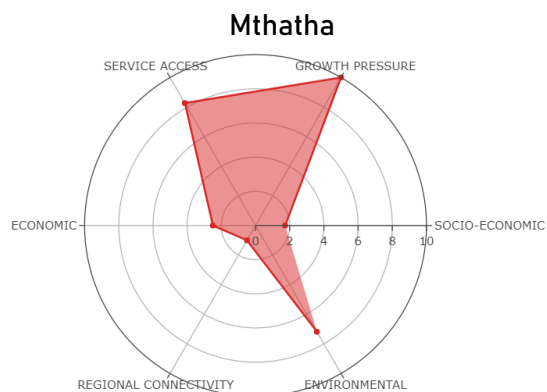 Mthatha
SERVICE ACCESS
GROWTH PRESSURE
ECONOMIC
SOCIO-ECONOMIC
0 2 4 6 8 10
REGIONAL CONNECTIVITY
ENVIRONMENTAL